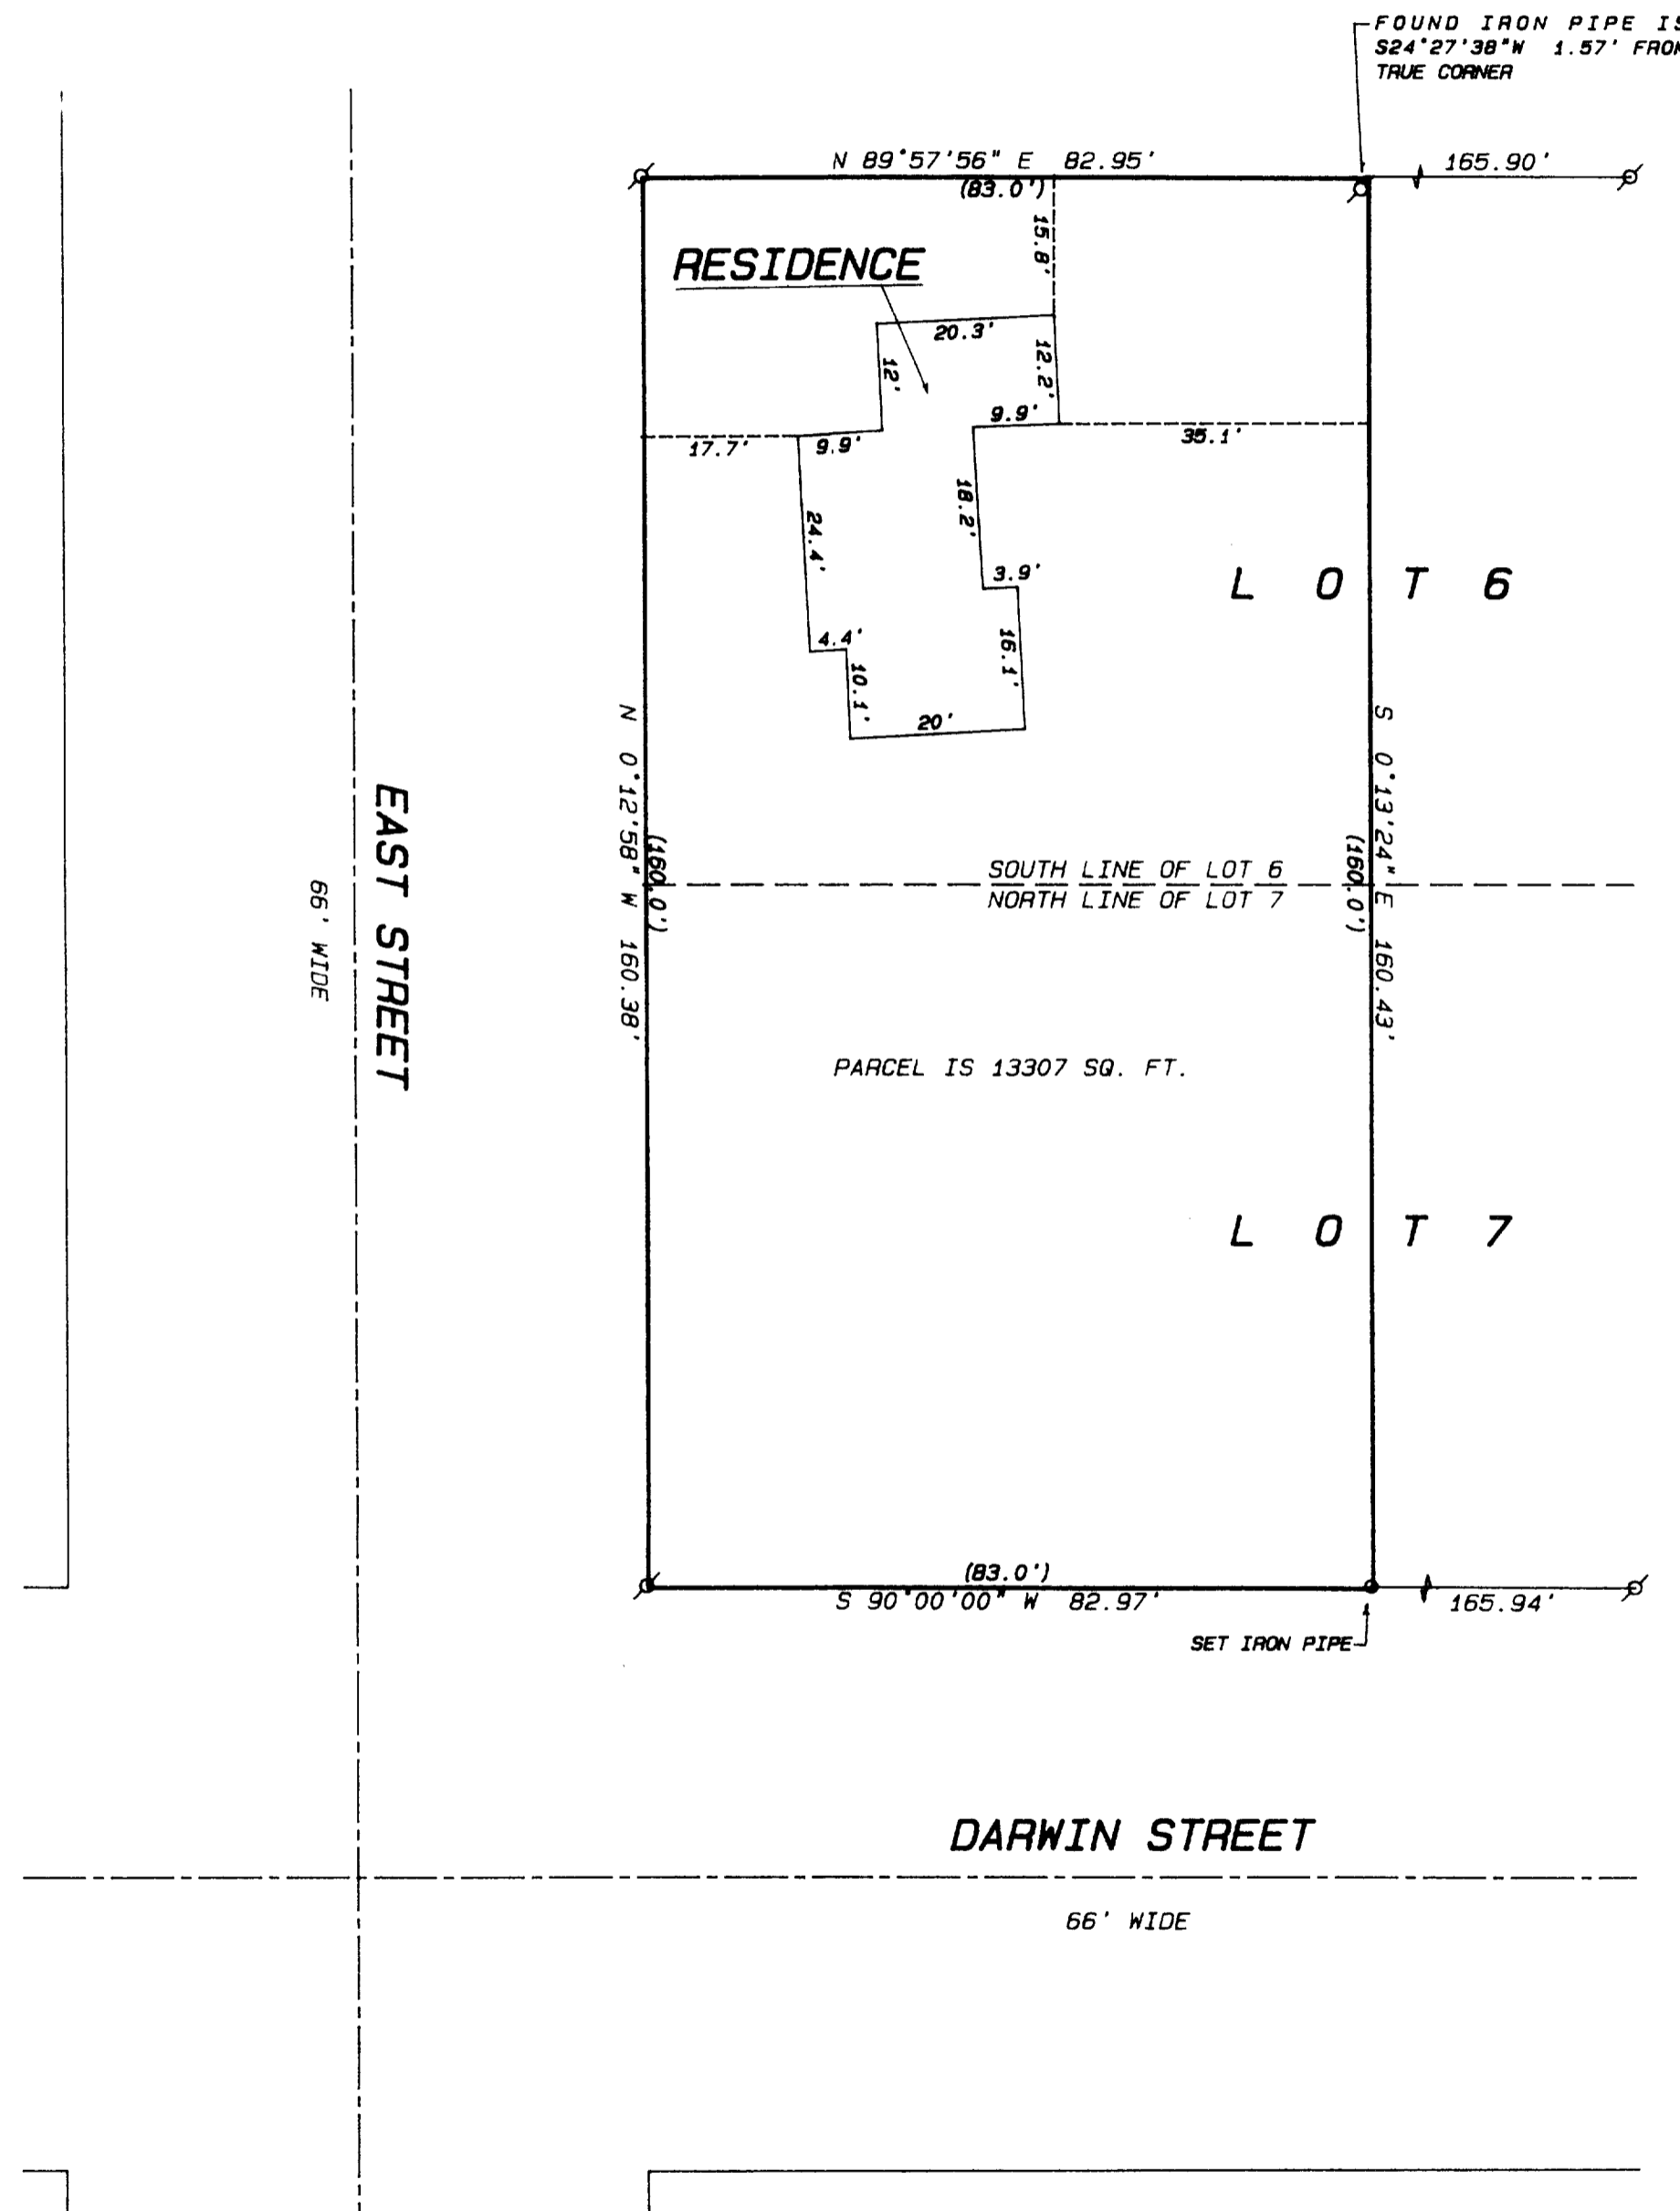 FOUND IRON PIPE IS
S24°27'38"W 1.57' FROM
TRUE CORNER
N 89°57'56" E 82.95'
165.90'
(83.0')
15.8'
RESIDENCE
20.3'
12'
12.2'
9.9'
17.7'
9.9'
35.1'
18.2'
24.4'
3.9'
LOT 6
4.4'
16.1'
10.1'
20'
N 0°12'58" W 160.38'
(160.0')
S 0°13'24" E 160.43'
(160.0')
EAST STREET
66' WIDE
SOUTH LINE OF LOT 6
NORTH LINE OF LOT 7
PARCEL IS 13307 SQ. FT.
LOT 7
(83.0')
S 90°00'00" W 82.97'
165.94'
SET IRON PIPE
DARWIN STREET
66' WIDE